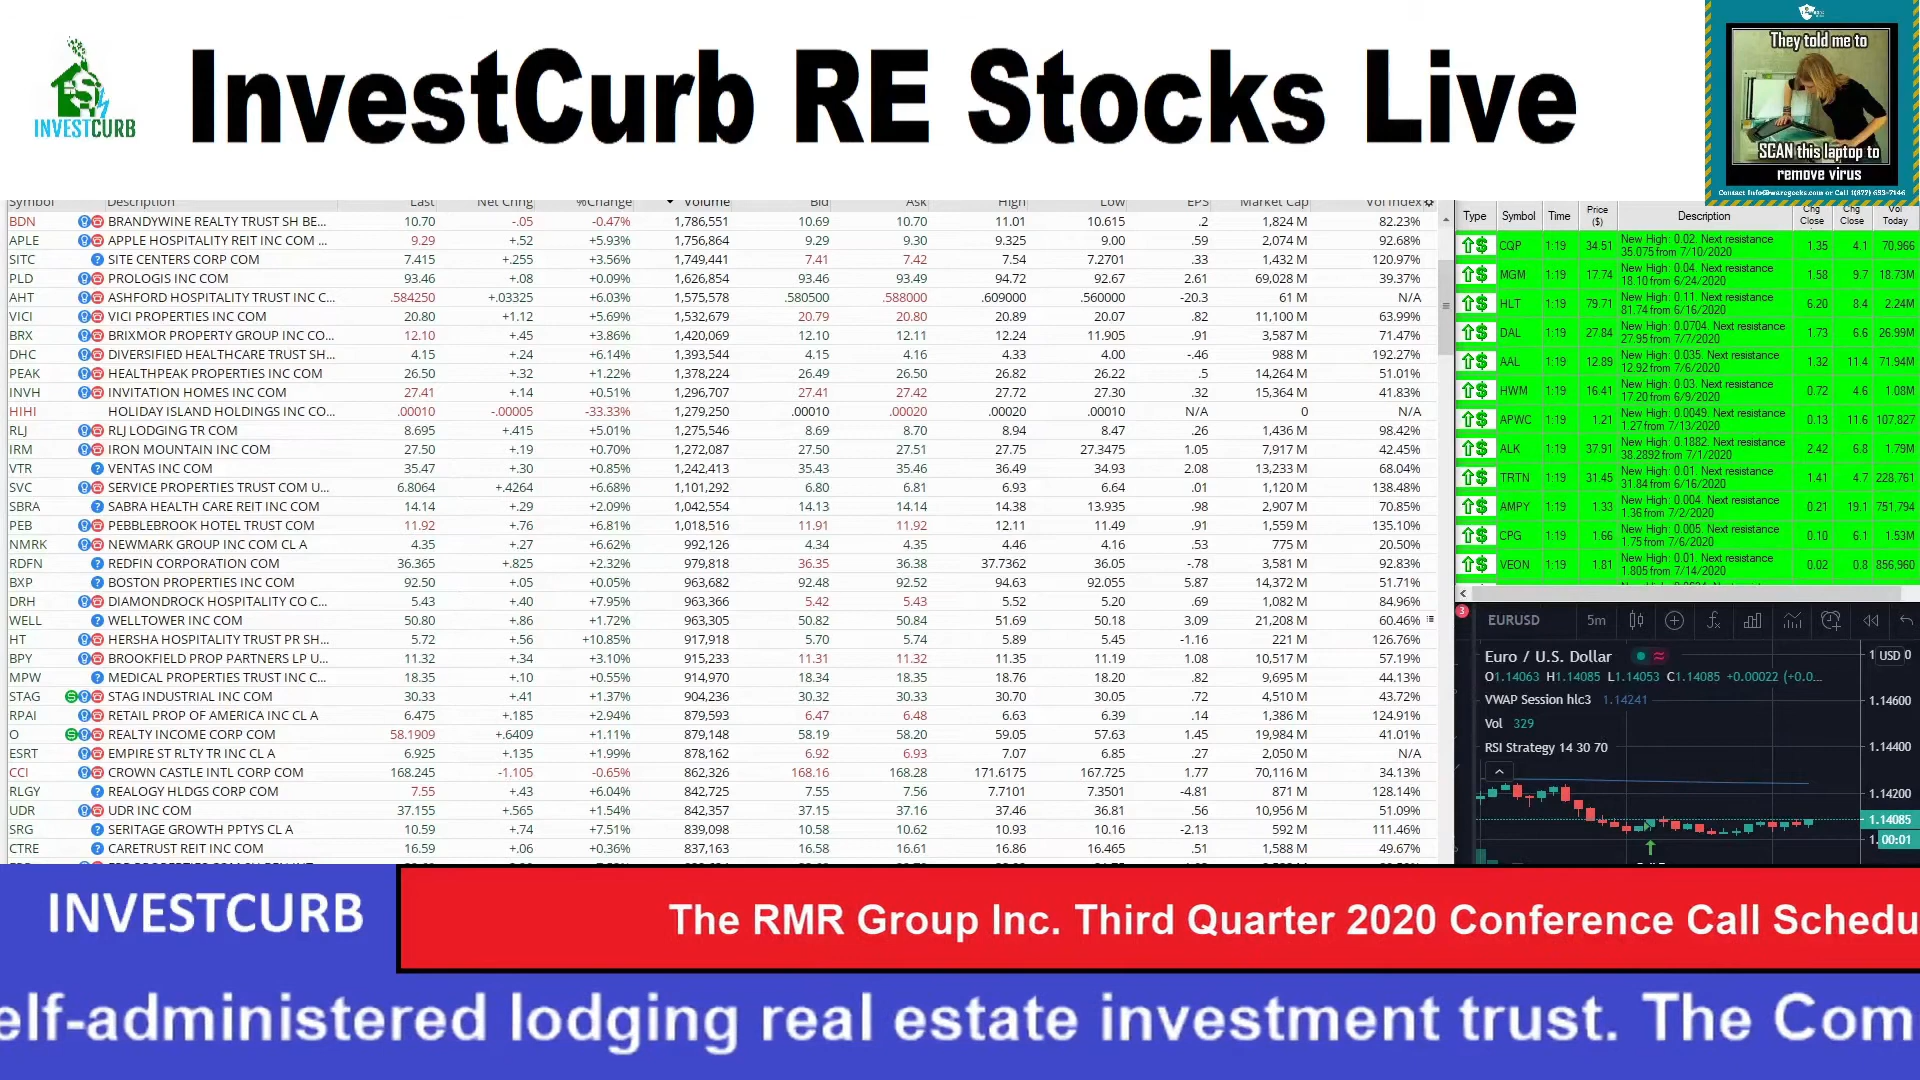 INVESTCURB
InvestCurb RE Stocks Live
They told me to
SCAN this laptop to
remove virus
Symbol Description Last Net Chng %Change Volume Bid Ask High Low EPS Market Cap Vol Index
BDN BRANDYWINE REALTY TRUST SH BE... 10.70 -.05 -0.47% 1,786,551 10.69 10.70 11.01 10.615 .2 1,824 M 82.23%
APLE APPLE HOSPITALITY REIT INC COM ... 9.29 +.52 +5.93% 1,756,864 9.29 9.30 9.325 9.00 .59 2,074 M 92.68%
SITC SITE CENTERS CORP COM 7.415 +.255 +3.56% 1,749,441 7.41 7.42 7.54 7.2701 .33 1,432 M 120.97%
PLD PROLOGIS INC COM 93.46 +.08 +0.09% 1,626,854 93.46 93.49 94.72 92.67 2.61 69,028 M 39.37%
AHT ASHFORD HOSPITALITY TRUST INC C... .584250 +.03325 +6.03% 1,575,578 .580500 .588000 .609000 .560000 -20.3 61 M N/A
VICI VICI PROPERTIES INC COM 20.80 +1.12 +5.69% 1,532,679 20.79 20.80 20.89 20.07 .82 11,100 M 63.99%
BRX BRIXMOR PROPERTY GROUP INC CO... 12.10 +.45 +3.86% 1,420,069 12.10 12.11 12.24 11.905 .91 3,587 M 71.47%
DHC DIVERSIFIED HEALTHCARE TRUST SH... 4.15 +.24 +6.14% 1,393,544 4.15 4.16 4.33 4.00 -.46 988 M 192.27%
PEAK HEALTHPEAK PROPERTIES INC COM 26.50 +.32 +1.22% 1,378,224 26.49 26.50 26.82 26.22 .5 14,264 M 51.01%
INVH INVITATION HOMES INC COM 27.41 +.14 +0.51% 1,296,707 27.41 27.42 27.72 27.30 .32 15,364 M 41.83%
HIHI HOLIDAY ISLAND HOLDINGS INC CO... .00010 -.00005 -33.33% 1,279,250 .00010 .00020 .00020 .00010 N/A 0 N/A
RLJ RLJ LODGING TR COM 8.695 +.415 +5.01% 1,275,546 8.69 8.70 8.94 8.47 .26 1,436 M 98.42%
IRM IRON MOUNTAIN INC COM 27.50 +.19 +0.70% 1,272,087 27.50 27.51 27.75 27.3475 1.05 7,917 M 42.45%
VTR VENTAS INC COM 35.47 +.30 +0.85% 1,242,413 35.43 35.46 36.49 34.93 2.08 13,233 M 68.04%
SVC SERVICE PROPERTIES TRUST COM U... 6.8064 +.4264 +6.68% 1,101,292 6.80 6.81 6.93 6.64 .01 1,120 M 138.48%
SBRA SABRA HEALTH CARE REIT INC COM 14.14 +.29 +2.09% 1,042,554 14.13 14.14 14.38 13.935 .98 2,907 M 70.85%
PEB PEBBLEBROOK HOTEL TRUST COM 11.92 +.76 +6.81% 1,018,516 11.91 11.92 12.11 11.49 .91 1,559 M 135.10%
NMRK NEWMARK GROUP INC COM CL A 4.35 +.27 +6.62% 992,126 4.34 4.35 4.46 4.16 .53 775 M 20.50%
RDFN REDFIN CORPORATION COM 36.365 +.825 +2.32% 979,818 36.35 36.38 37.7362 36.05 -.78 3,581 M 92.83%
BXP BOSTON PROPERTIES INC COM 92.50 +.05 +0.05% 963,682 92.48 92.52 94.63 92.055 5.87 14,372 M 51.71%
DRH DIAMONDROCK HOSPITALITY CO C... 5.43 +.40 +7.95% 963,366 5.42 5.43 5.52 5.20 .69 1,082 M 84.96%
WELL WELLTOWER INC COM 50.80 +.86 +1.72% 963,305 50.82 50.84 51.69 50.18 3.09 21,208 M 60.46%
HT HERSHA HOSPITALITY TRUST PR SH... 5.72 +.56 +10.85% 917,918 5.70 5.74 5.89 5.45 -1.16 221 M 126.76%
BPY BROOKFIELD PROP PARTNERS LP U... 11.32 +.34 +3.10% 915,233 11.31 11.32 11.35 11.19 1.08 10,517 M 57.19%
MPW MEDICAL PROPERTIES TRUST INC C... 18.35 +.10 +0.55% 914,970 18.34 18.35 18.76 18.20 .82 9,695 M 44.13%
STAG STAG INDUSTRIAL INC COM 30.33 +.41 +1.37% 904,236 30.32 30.33 30.70 30.05 .72 4,510 M 43.72%
RPAI RETAIL PROP OF AMERICA INC CL A 6.475 +.185 +2.94% 879,593 6.47 6.48 6.63 6.39 .14 1,386 M 124.91%
O REALTY INCOME CORP COM 58.1909 +.6409 +1.11% 879,148 58.19 58.20 59.05 57.63 1.45 19,984 M 41.01%
ESRT EMPIRE ST RLTY TR INC CL A 6.925 +.135 +1.99% 878,162 6.92 6.93 7.07 6.85 .27 2,050 M N/A
CCI CROWN CASTLE INTL CORP COM 168.245 -1.105 -0.65% 862,326 168.16 168.28 171.6175 167.725 1.77 70,116 M 34.13%
RLGY REALOGY HLDGS CORP COM 7.55 +.43 +6.04% 842,725 7.55 7.56 7.7101 7.3501 -4.81 871 M 128.14%
UDR UDR INC COM 37.155 +.565 +1.54% 842,357 37.15 37.16 37.46 36.81 .56 10,956 M 51.09%
SRG SERITAGE GROWTH PPTYS CL A 10.59 +.74 +7.51% 839,098 10.58 10.62 10.93 10.16 -2.13 592 M 111.46%
CTRE CARETRUST REIT INC COM 16.59 +.06 +0.36% 837,163 16.58 16.61 16.86 16.465 .51 1,588 M 49.67%
Type Symbol Time Price ($) Description Chg Close Chg Close Vol Today
CQP 1:19 34.51 New High: 0.02. Next resistance 35.075 from 7/10/2020 1.35 4.1 70,966
MGM 1:19 17.74 New High: 0.04. Next resistance 18.10 from 6/24/2020 1.58 9.7 18.73M
HLT 1:19 79.71 New High: 0.11. Next resistance 81.74 from 6/16/2020 6.20 8.4 2.24M
DAL 1:19 27.84 New High: 0.0704. Next resistance 27.95 from 7/7/2020 1.73 6.6 26.99M
AAL 1:19 12.89 New High: 0.035. Next resistance 12.92 from 7/6/2020 1.32 11.4 71.94M
HWM 1:19 16.41 New High: 0.03. Next resistance 17.20 from 6/9/2020 0.72 4.6 1.08M
APWC 1:19 1.21 New High: 0.0049. Next resistance 1.27 from 7/13/2020 0.13 11.6 107,827
ALK 1:19 37.91 New High: 0.1882. Next resistance 38.2892 from 7/1/2020 2.42 6.8 1.79M
TRTN 1:19 31.45 New High: 0.01. Next resistance 31.84 from 6/16/2020 1.41 4.7 228,761
AMPY 1:19 1.33 New High: 0.004. Next resistance 1.36 from 7/2/2020 0.21 19.1 751,794
CPG 1:19 1.66 New High: 0.005. Next resistance 1.75 from 7/6/2020 0.10 6.1 1.53M
VEON 1:19 1.81 New High: 0.01. Next resistance 1.805 from 7/14/2020 0.02 0.8 856,960
3
EURUSD 5m
Euro / U.S. Dollar USD
O1.14063 H1.14085 L1.14053 C1.14085 +0.00022 (+0.0...
VWAP Session hlc3 1.14241
Vol 329
RSI Strategy 14 30 70
1.14600
1.14400
1.14200
1.14085
00:01
INVESTCURB
The RMR Group Inc. Third Quarter 2020 Conference Call Schedu
elf-administered lodging real estate investment trust. The Com